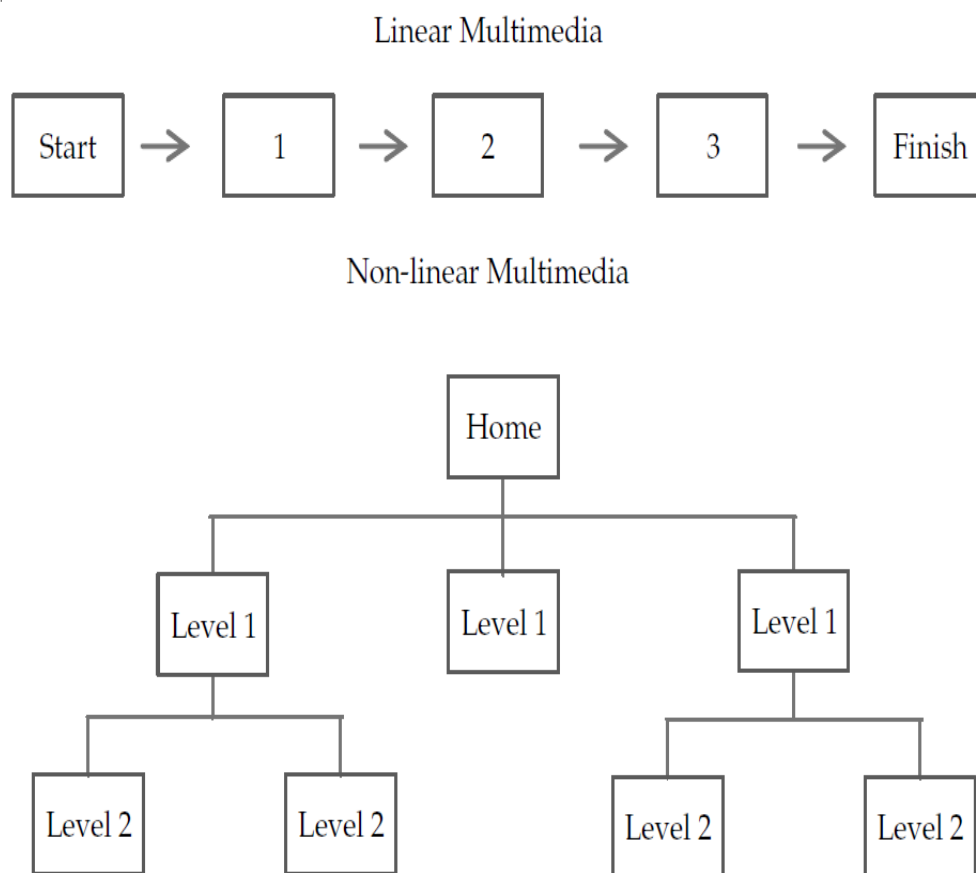 Linear Multimedia
Start 1 2 3 Finish
Non-linear Multimedia
Home
Level 1 Level 1 Level 1
Level 2 Level 2 Level 2 Level 2